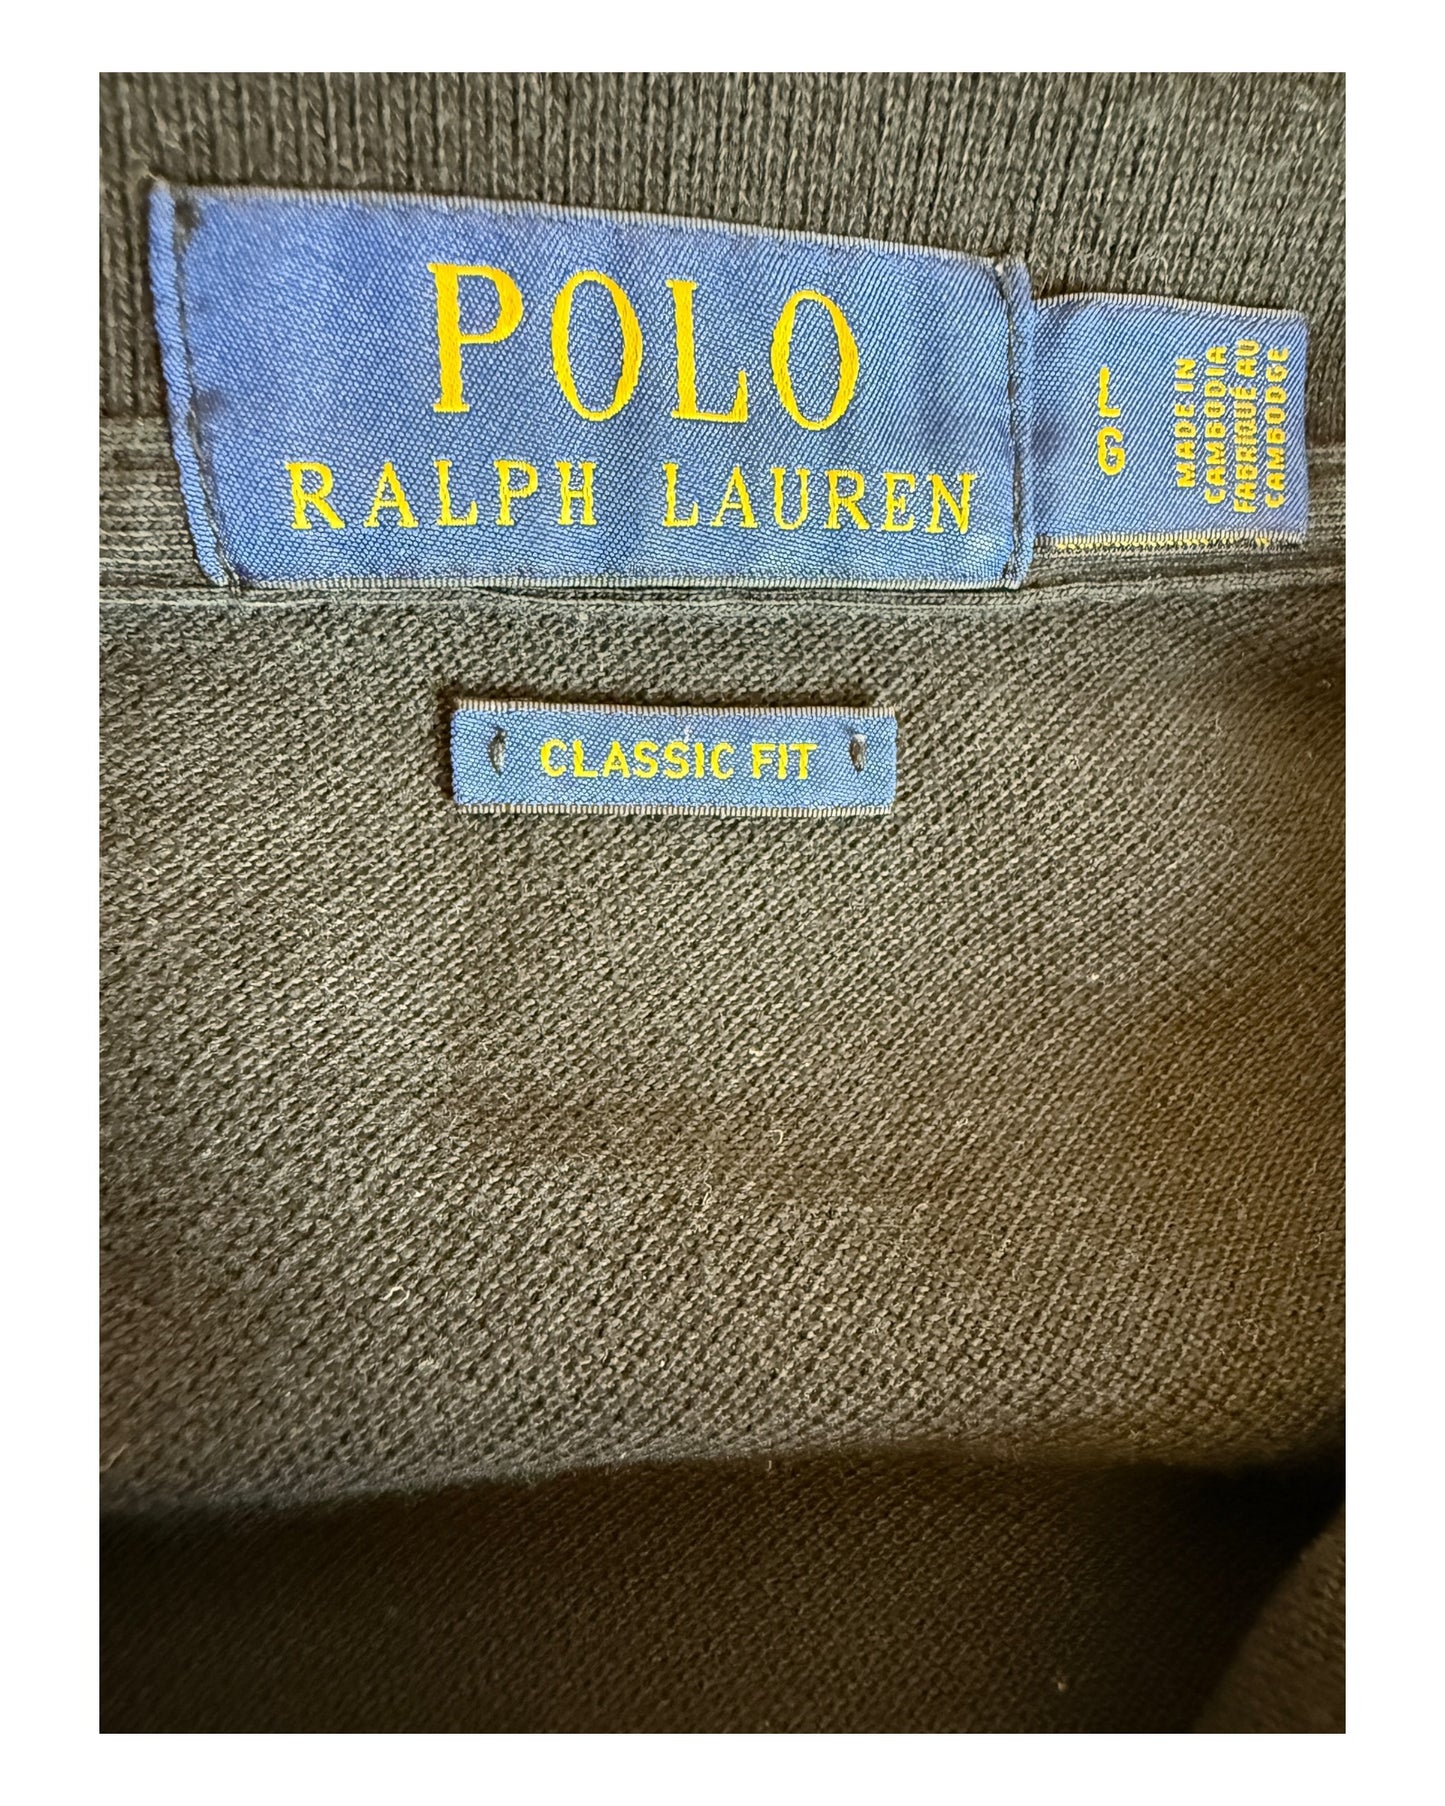 POLO
RALPH LAUREN
L
G
MADE IN
CAMBODIA
FABRIQUÉ AU
CAMBODGE
CLASSIC FIT